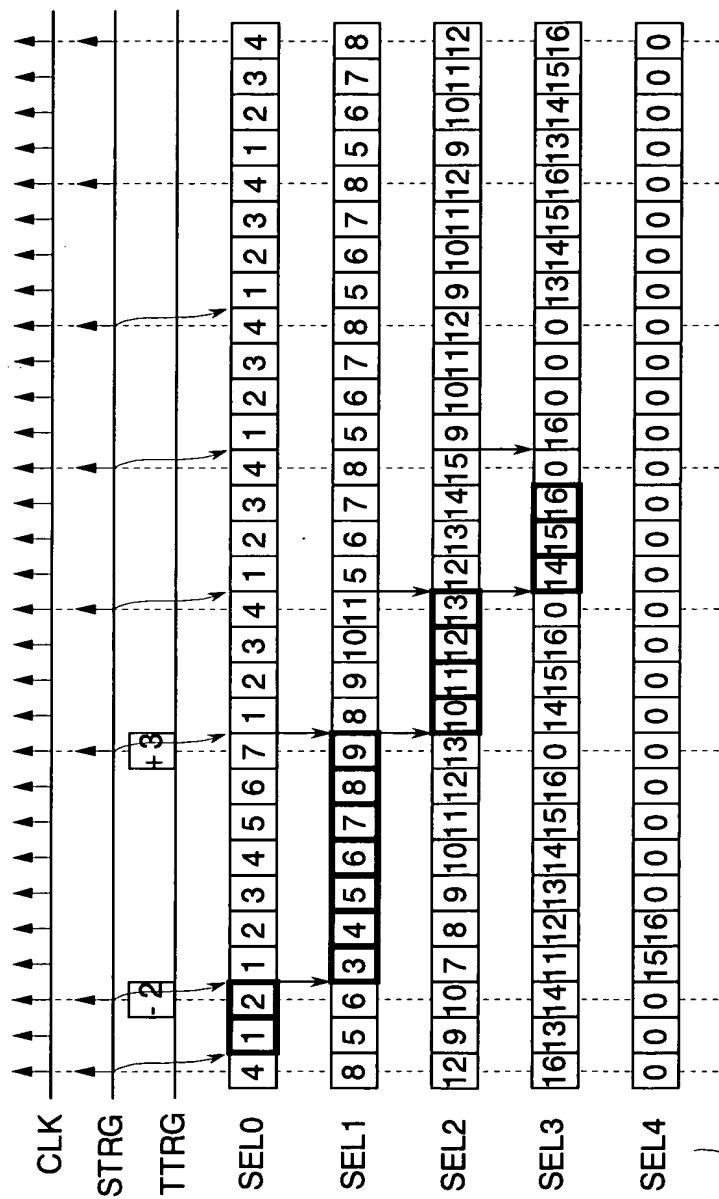 CLK
STRG
TTRG -2 +3
SEL0 4 1 2 1 2 3 4 5 6 7 1 2 3 4 1 2 3 4 1 2 3 4 1 2 3 4 1 2 3 4
SEL1 8 5 6 3 4 5 6 7 8 9 8 9 10 11 5 6 7 8 5 6 7 8 5 6 7 8 5 6 7 8
SEL2 12 9 10 7 8 9 10 11 12 13 10 11 12 13 12 13 14 15 9 10 11 12 9 10 11 12 9 10 11 12
SEL3 16 13 14 11 12 13 14 15 16 0 14 15 16 0 14 15 16 0 16 0 0 0 13 14 15 16 13 14 15 16
SEL4 0 0 0 15 16 0 0 0 0 0 0 0 0 0 0 0 0 0 0 0 0 0 0 0 0 0 0 0 0 0